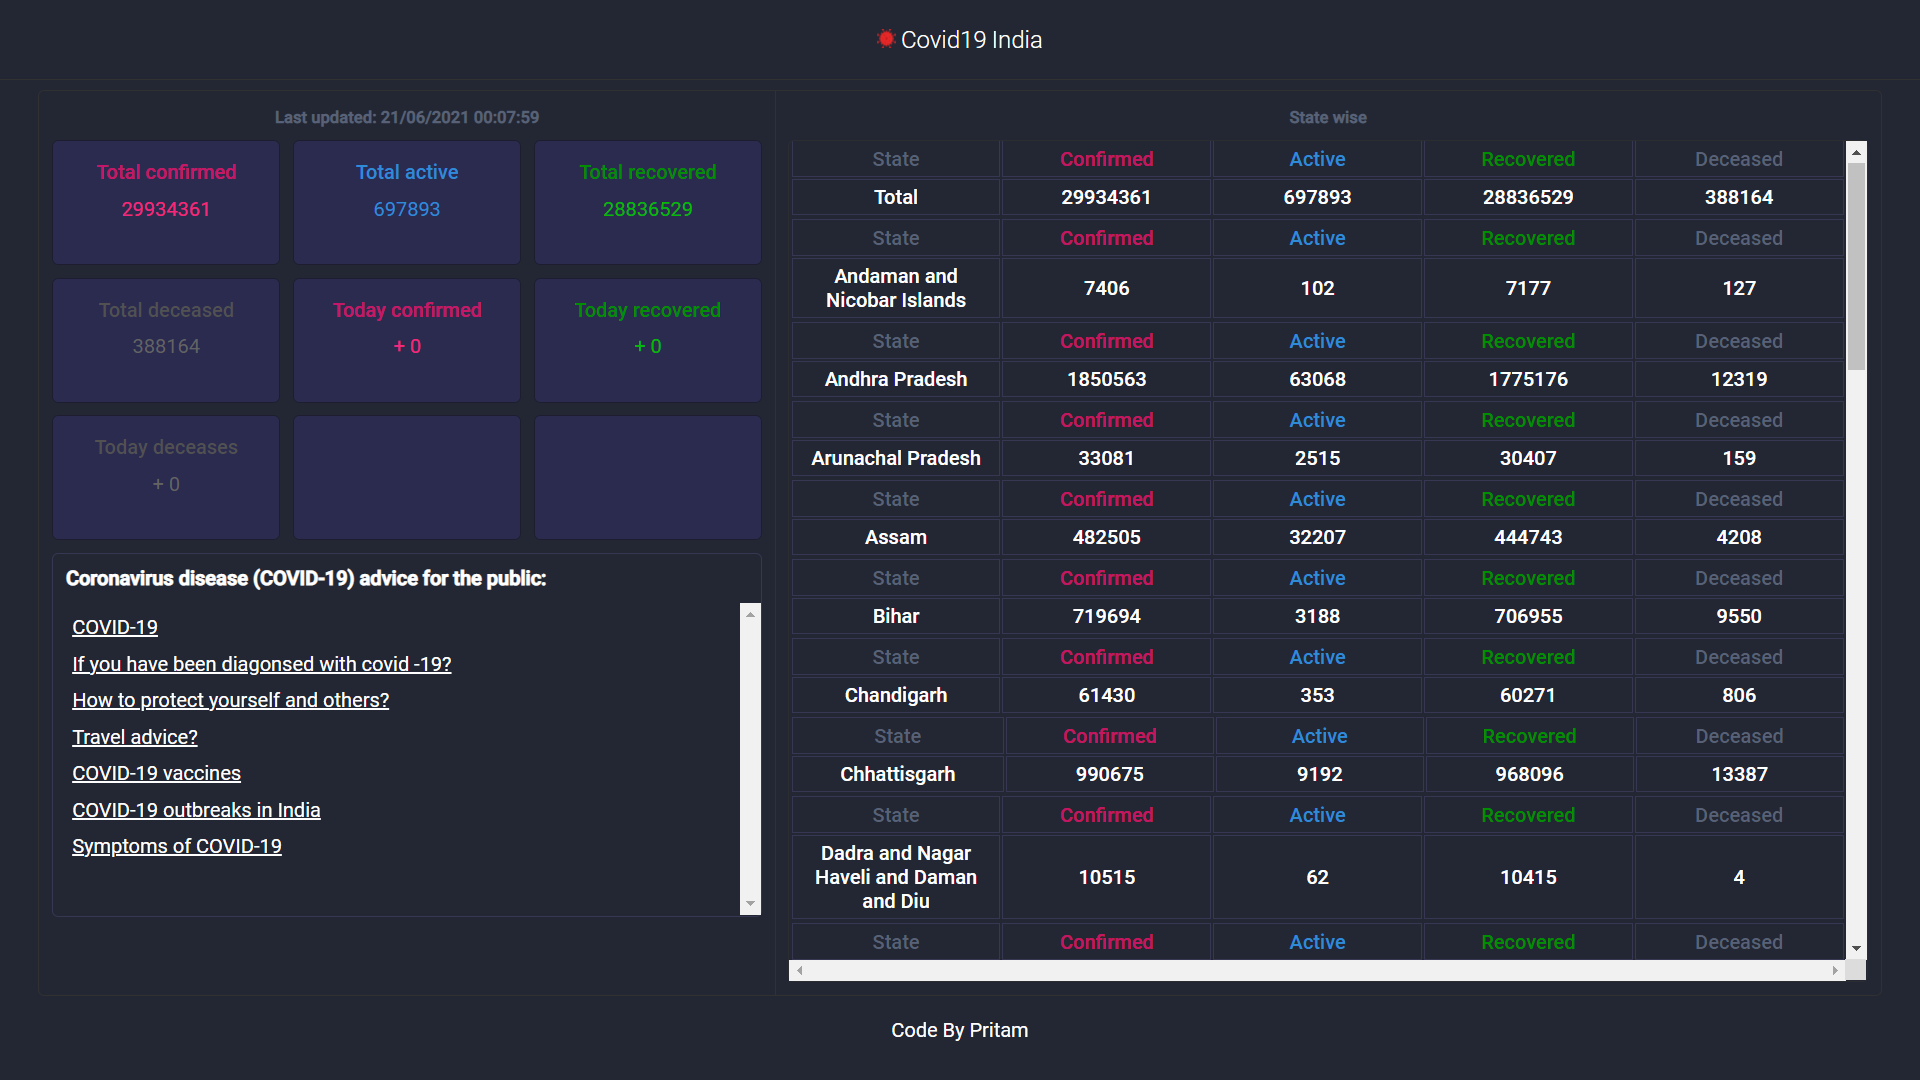 Covid19 India
Last updated: 21/06/2021 00:07:59
Total confirmed
29934361
Total active
697893
Total recovered
28836529
Total deceased
388164
Today confirmed
+ 0
Today recovered
+ 0
Today deceases
+ 0
Coronavirus disease (COVID-19) advice for the public:
COVID-19
If you have been diagonsed with covid -19?
How to protect yourself and others?
Travel advice?
COVID-19 vaccines
COVID-19 outbreaks in India
Symptoms of COVID-19
State wise
State Confirmed Active Recovered Deceased
Total 29934361 697893 28836529 388164
State Confirmed Active Recovered Deceased
Andaman and
Nicobar Islands 7406 102 7177 127
State Confirmed Active Recovered Deceased
Andhra Pradesh 1850563 63068 1775176 12319
State Confirmed Active Recovered Deceased
Arunachal Pradesh 33081 2515 30407 159
State Confirmed Active Recovered Deceased
Assam 482505 32207 444743 4208
State Confirmed Active Recovered Deceased
Bihar 719694 3188 706955 9550
State Confirmed Active Recovered Deceased
Chandigarh 61430 353 60271 806
State Confirmed Active Recovered Deceased
Chhattisgarh 990675 9192 968096 13387
State Confirmed Active Recovered Deceased
Dadra and Nagar
Haveli and Daman
and Diu 10515 62 10415 4
State Confirmed Active Recovered Deceased
Code By Pritam